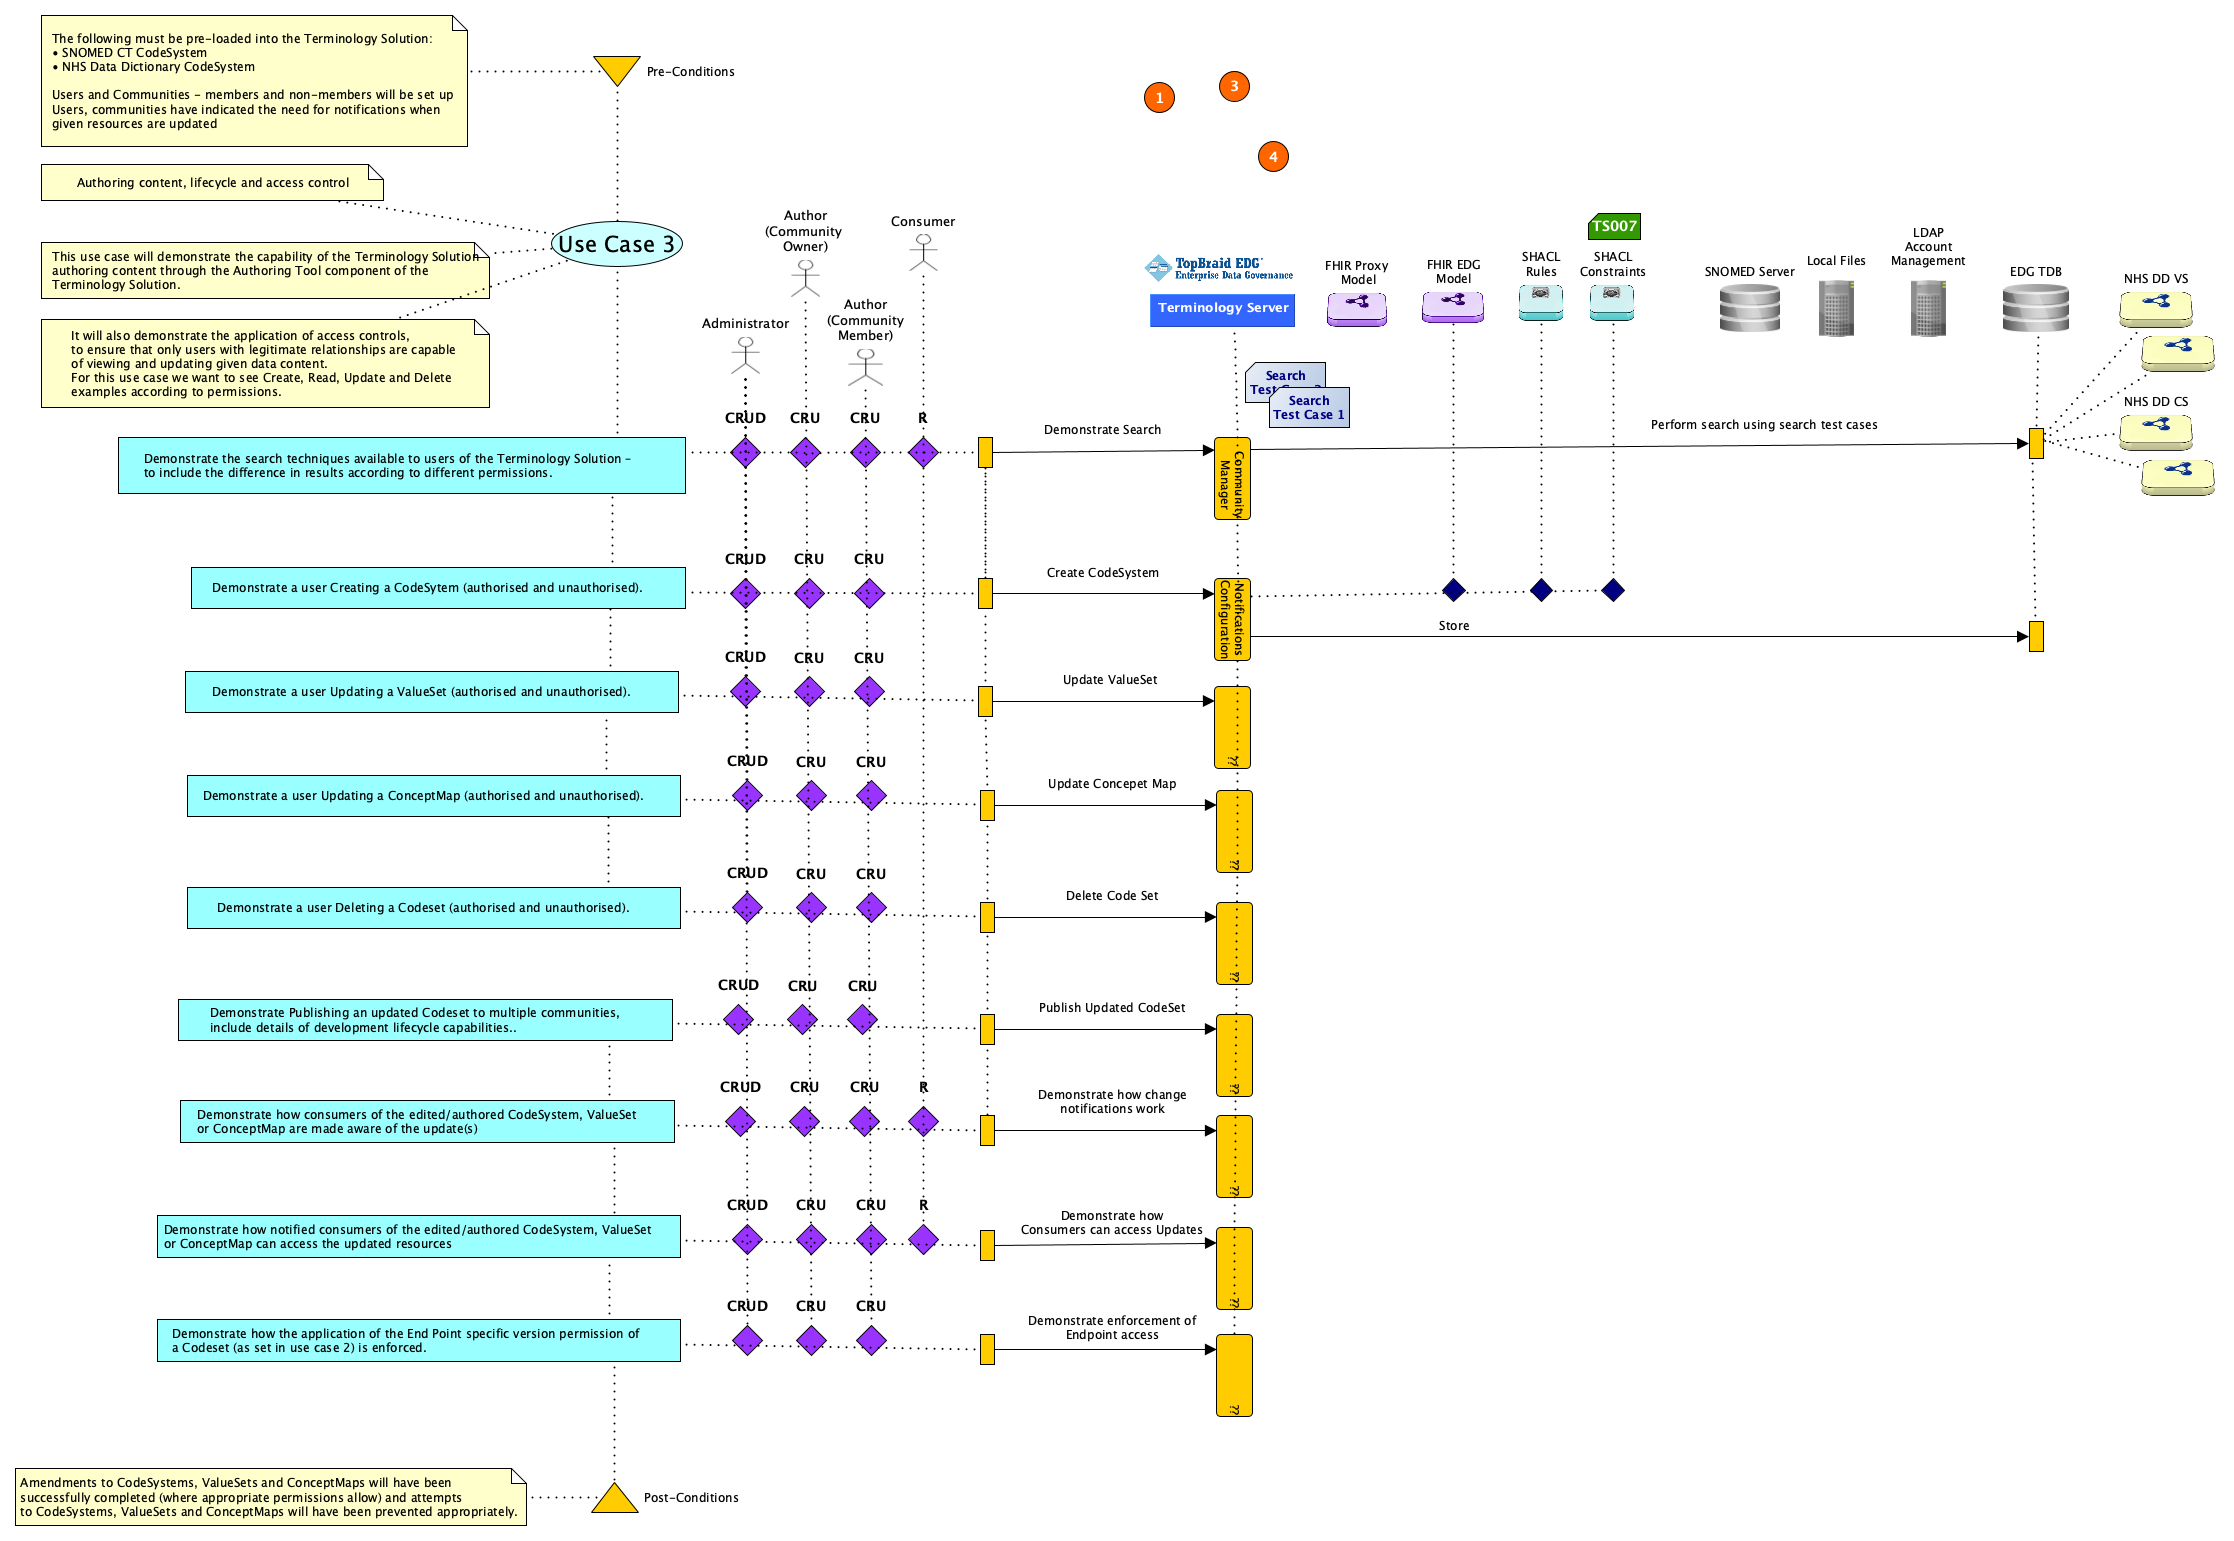 The following must be pre-loaded into the Terminology Solution:
• SNOMED CT CodeSystem
• NHS Data Dictionary CodeSystem
Users and Communities - members and non-members will be set up
Users, communities have indicated the need for notifications when
given resources are updated
Pre-Conditions
1
3
4
Authoring content, lifecycle and access control
Use Case 3
This use case will demonstrate the capability of the Terminology Solution
authoring content through the Authoring Tool component of the
Terminology Solution.
It will also demonstrate the application of access controls,
to ensure that only users with legitimate relationships are capable
of viewing and updating given data content.
For this use case we want to see Create, Read, Update and Delete
examples according to permissions.
Administrator
Author
(Community
Owner)
Author
(Community
Member)
Consumer
TopBraid EDG
Enterprise Data Governance
Terminology Server
FHIR Proxy
Model
FHIR EDG
Model
SHACL
Rules
TS007
SHACL
Constraints
SNOMED Server
Local Files
LDAP
Account
Management
EDG TDB
NHS DD VS
NHS DD CS
Search
Search
Test Case 1
Demonstrate the search techniques available to users of the Terminology Solution -
to include the difference in results according to different permissions.
CRUD
CRU
CRU
R
Demonstrate Search
Community
Manager
Perform search using search test cases
Demonstrate a user Creating a CodeSytem (authorised and unauthorised).
CRUD
CRU
CRU
Create CodeSystem
Notifications
Configuration
Store
Demonstrate a user Updating a ValueSet (authorised and unauthorised).
CRUD
CRU
CRU
Update ValueSet
??
Demonstrate a user Updating a ConceptMap (authorised and unauthorised).
CRUD
CRU
CRU
Update Concepet Map
??
Demonstrate a user Deleting a Codeset (authorised and unauthorised).
CRUD
CRU
CRU
Delete Code Set
??
Demonstrate Publishing an updated Codeset to multiple communities,
include details of development lifecycle capabilities..
CRUD
CRU
CRU
Publish Updated CodeSet
??
Demonstrate how consumers of the edited/authored CodeSystem, ValueSet
or ConceptMap are made aware of the update(s)
CRUD
CRU
CRU
R
Demonstrate how change
notifications work
??
Demonstrate how notified consumers of the edited/authored CodeSystem, ValueSet
or ConceptMap can access the updated resources
CRUD
CRU
CRU
R
Demonstrate how
Consumers can access Updates
??
Demonstrate how the application of the End Point specific version permission of
a Codeset (as set in use case 2) is enforced.
CRUD
CRU
CRU
Demonstrate enforcement of
Endpoint access
??
Amendments to CodeSystems, ValueSets and ConceptMaps will have been
successfully completed (where appropriate permissions allow) and attempts
to CodeSystems, ValueSets and ConceptMaps will have been prevented appropriately.
Post-Conditions